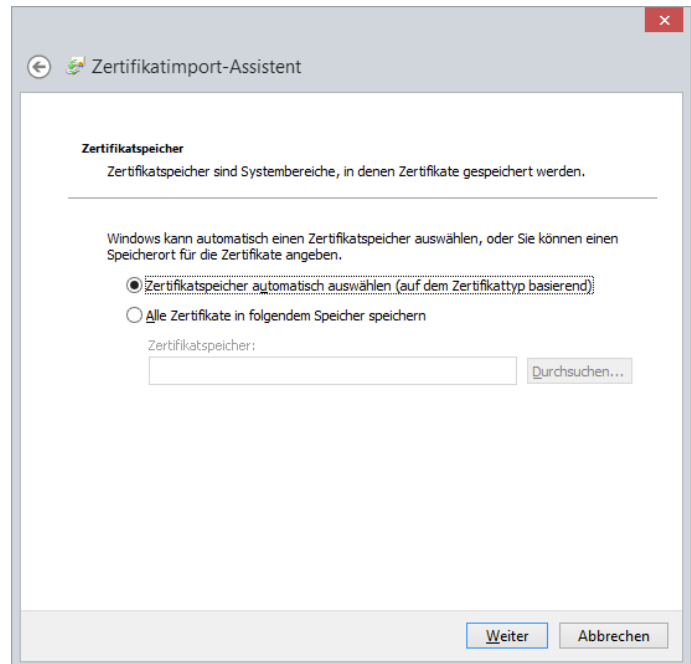 Zertifikatimport-Assistent
Zertifikatspeicher
Zertifikatspeicher sind Systembereiche, in denen Zertifikate gespeichert werden.
Windows kann automatisch einen Zertifikatspeicher auswählen, oder Sie können einen
Speicherort für die Zertifikate angeben.
Zertifikatspeicher automatisch auswählen (auf dem Zertifikattyp basierend)
Alle Zertifikate in folgendem Speicher speichern
Zertifikatspeicher:
Durchsuchen...
Weiter
Abbrechen